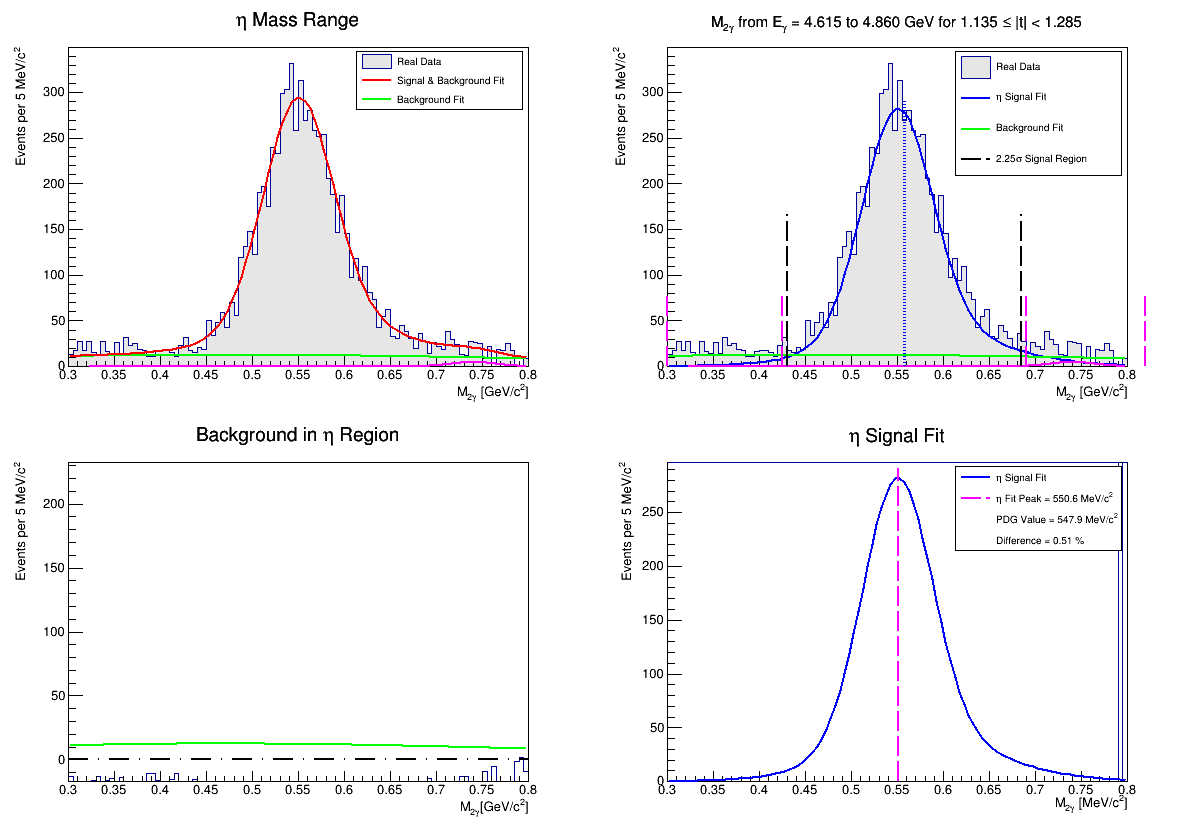 η Mass Range
Events per 5 MeV/c²
Real Data
Signal & Background Fit
Background Fit
300
250
200
150
100
50
0
0.3 0.35 0.4 0.45 0.5 0.55 0.6 0.65 0.7 0.75 0.8
M2γ [GeV/c²]
M2γ from Eγ = 4.615 to 4.860 GeV for 1.135 ≤ |t| < 1.285
Events per 5 MeV/c²
Real Data
η Signal Fit
Background Fit
2.25σ Signal Region
300
250
200
150
100
50
0
0.3 0.35 0.4 0.45 0.5 0.55 0.6 0.65 0.7 0.75 0.8
M2γ [GeV/c²]
Background in η Region
Events per 5 MeV/c²
200
150
100
50
0
0.3 0.35 0.4 0.45 0.5 0.55 0.60 0.65 0.7 0.75 0.8
M2γ[GeV/c²]
η Signal Fit
Events per 5 MeV/c²
η Signal Fit
η Fit Peak = 550.6 MeV/c²
PDG Value = 547.9 MeV/c²
Difference = 0.51 %
250
200
150
100
50
0
0.3 0.35 0.4 0.45 0.5 0.55 0.6 0.65 0.7 0.75 0.8
M2γ [MeV/c²]